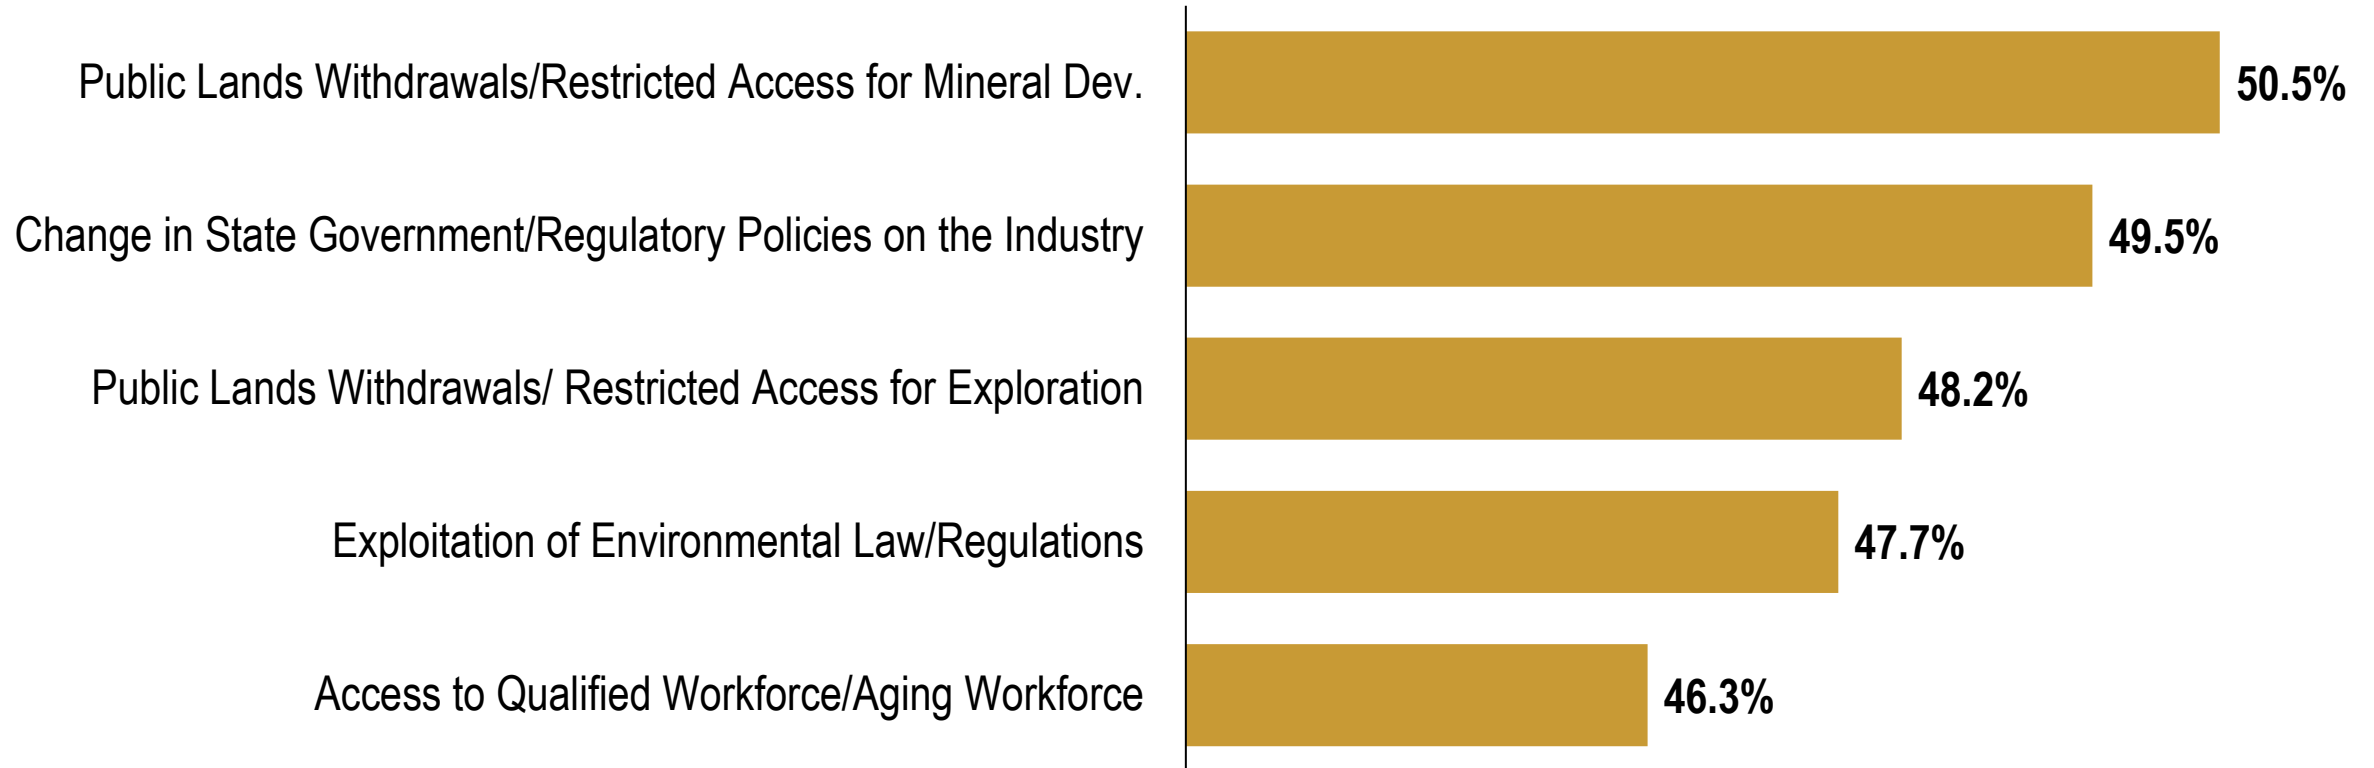 Public Lands Withdrawals/Restricted Access for Mineral Dev. 50.5%
Change in State Government/Regulatory Policies on the Industry 49.5%
Public Lands Withdrawals/ Restricted Access for Exploration 48.2%
Exploitation of Environmental Law/Regulations 47.7%
Access to Qualified Workforce/Aging Workforce 46.3%